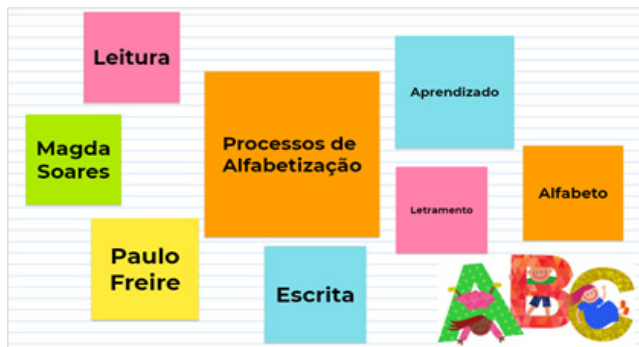 Leitura
Aprendizado
Magda
Soares
Processos de
Alfabetização
Alfabeto
Letramento
Paulo
Freire
Escrita
ABC